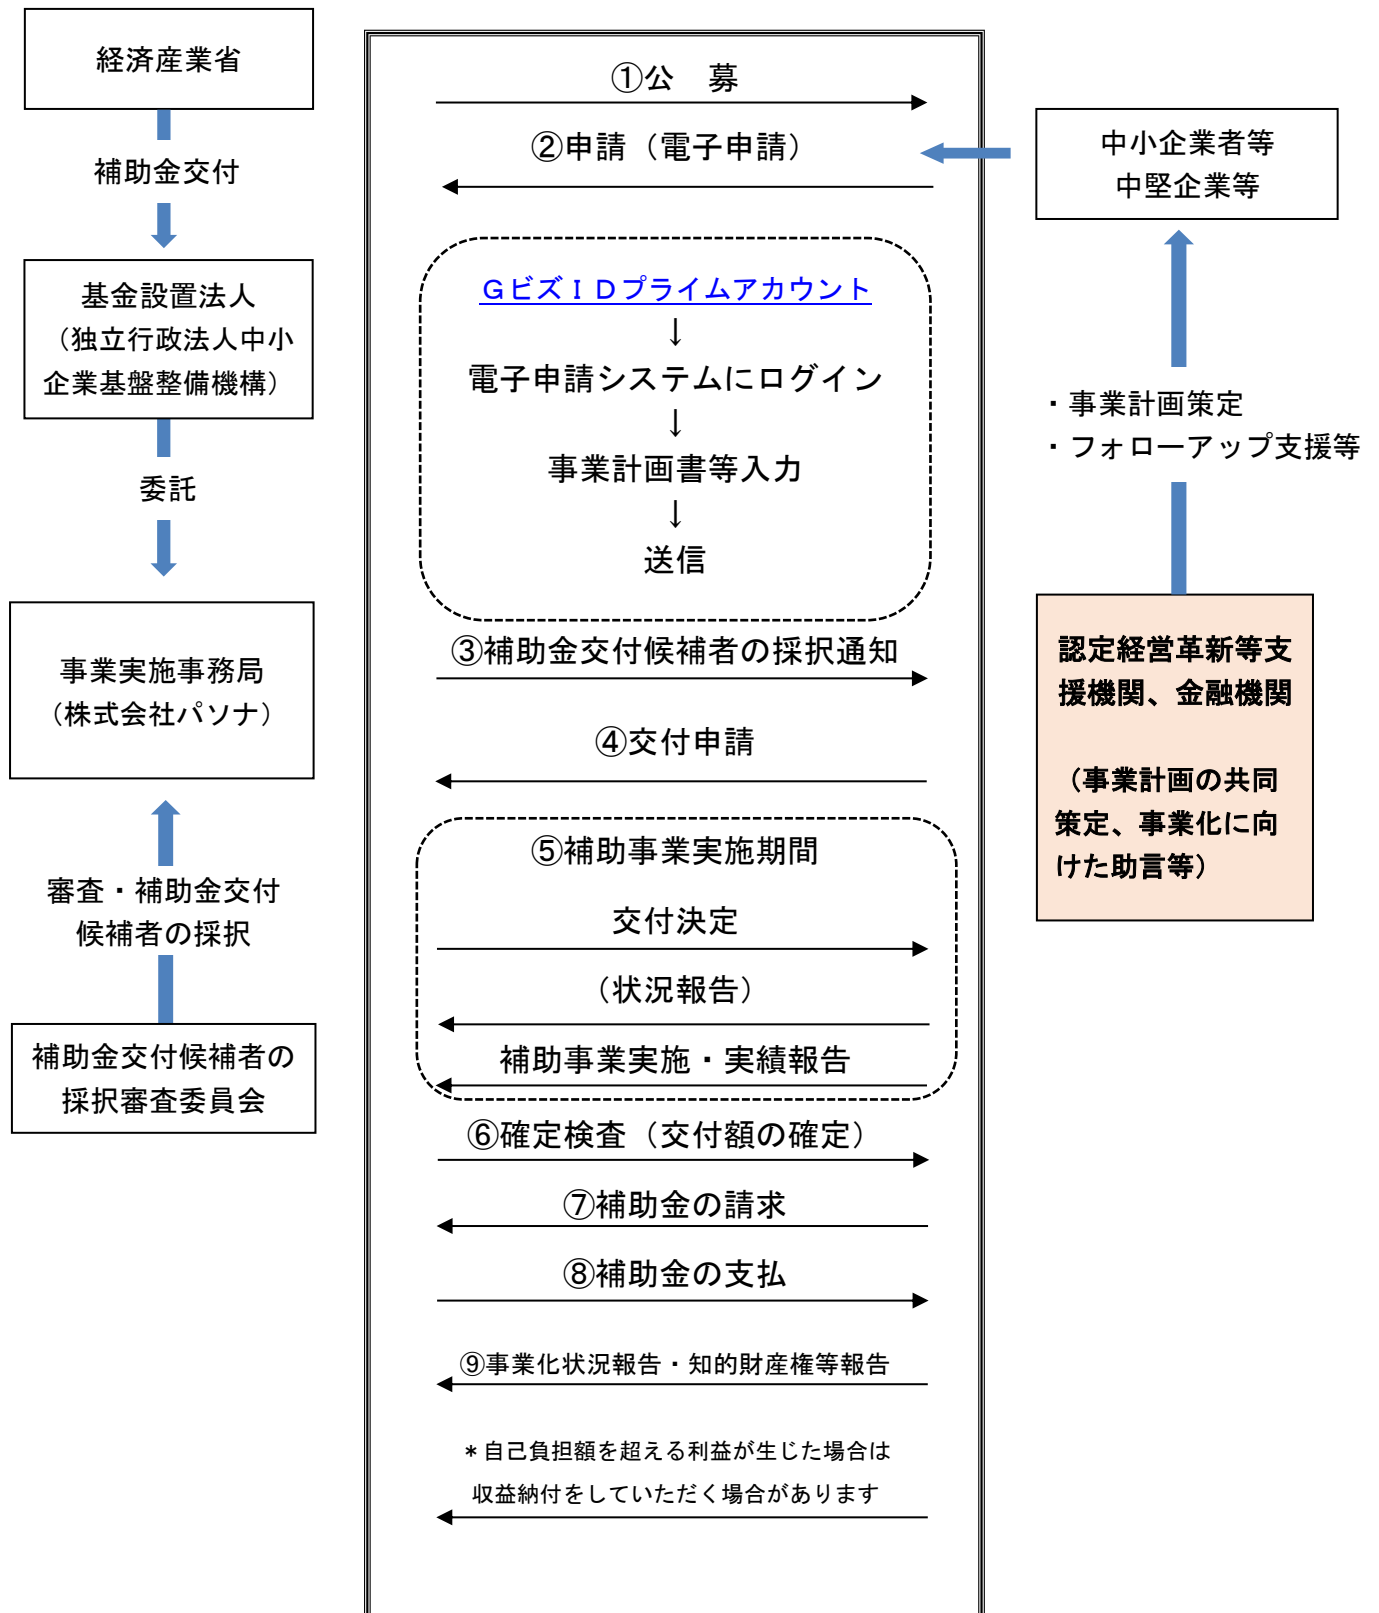 経済産業省
補助金交付
基金設置法人
（独立行政法人中小
企業基盤整備機構）
委託
事業実施事務局
（株式会社パソナ）
審査・補助金交付
候補者の採択
補助金交付候補者の
採択審査委員会
①公　募
②申請（電子申請）
ＧビズＩＤプライムアカウント
↓
電子申請システムにログイン
↓
事業計画書等入力
↓
送信
③補助金交付候補者の採択通知
④交付申請
⑤補助事業実施期間
交付決定
（状況報告）
補助事業実施・実績報告
⑥確定検査（交付額の確定）
⑦補助金の請求
⑧補助金の支払
⑨事業化状況報告・知的財産権等報告
＊自己負担額を超える利益が生じた場合は
収益納付をしていただく場合があります
中小企業者等
中堅企業等
・事業計画策定
・フォローアップ支援等
認定経営革新等支
援機関、金融機関
（事業計画の共同
策定、事業化に向
けた助言等）